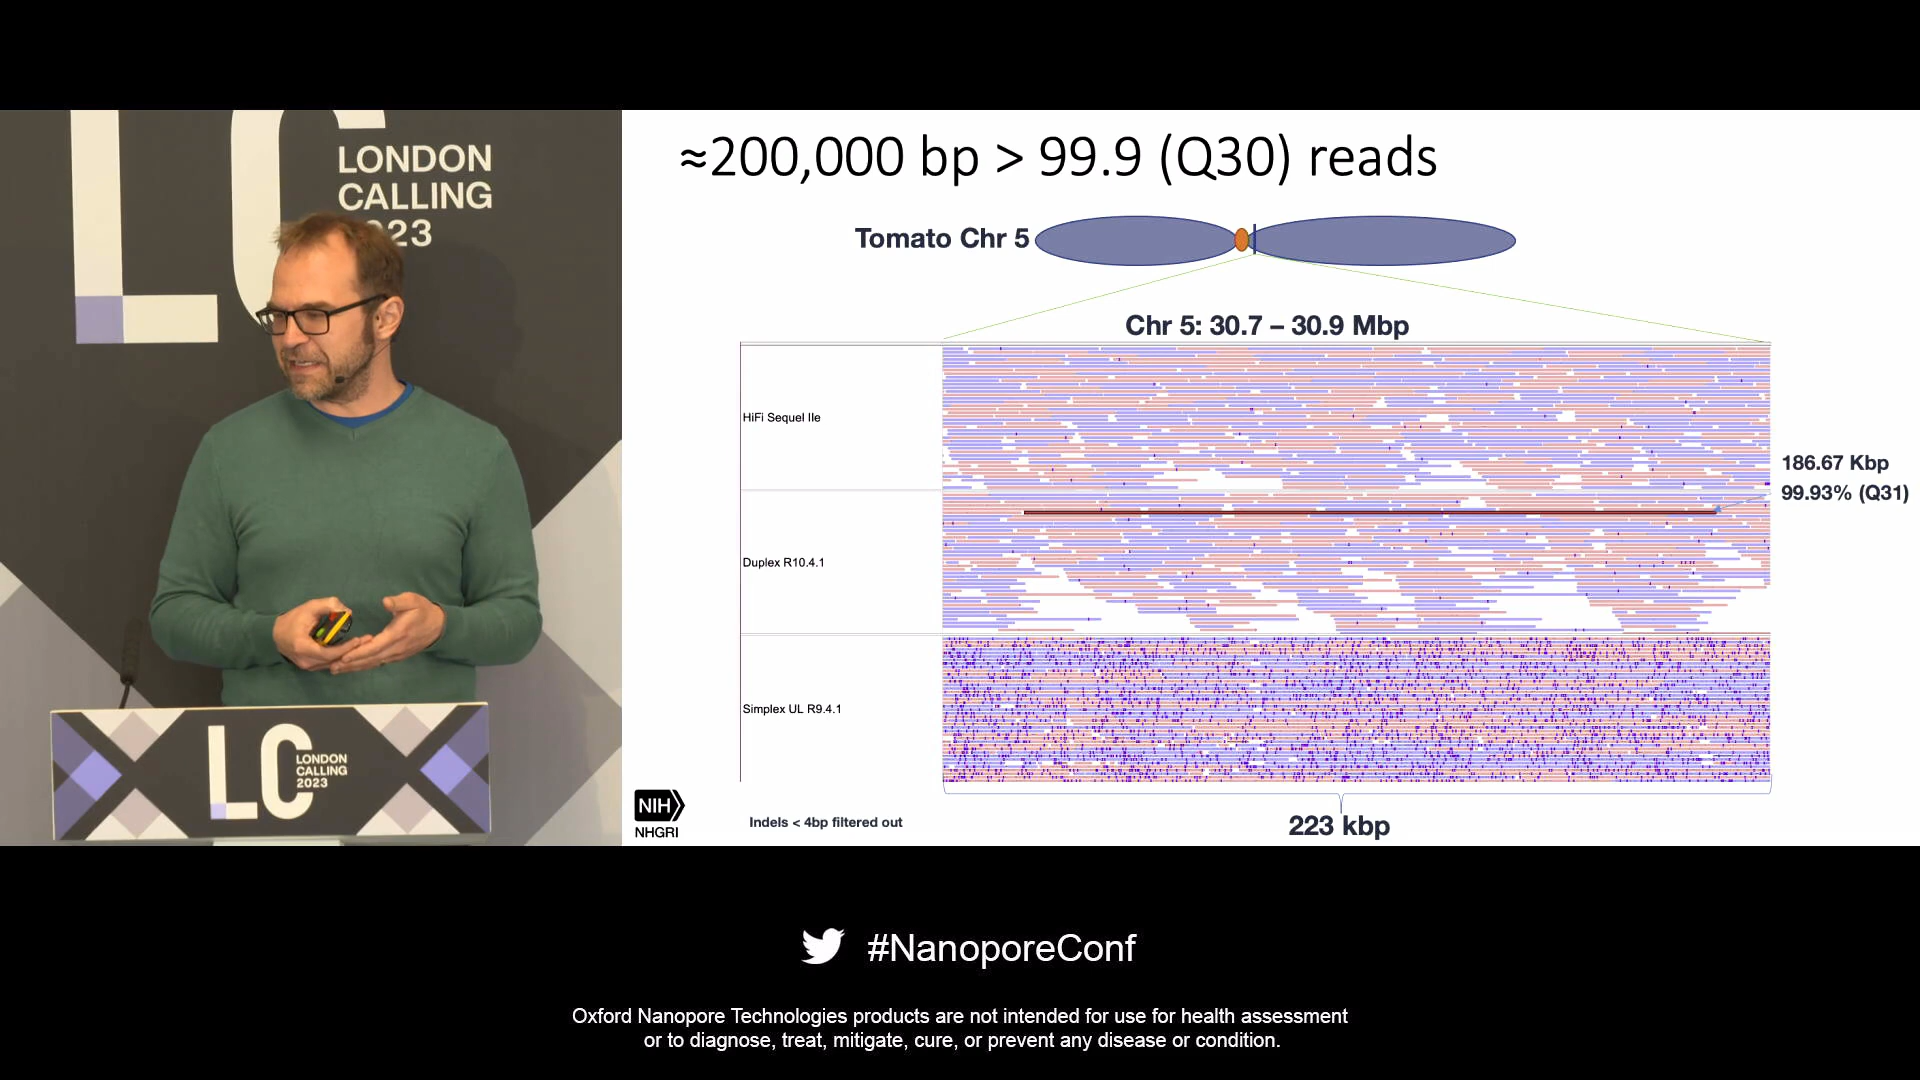 LC
LONDON
CALLING
2023
LC
LONDON
CALLING
2023
≈200,000 bp > 99.9 (Q30) reads
Tomato Chr 5
Chr 5: 30.7 – 30.9 Mbp
HiFi Sequel IIe
186.67 Kbp
99.93% (Q31)
Duplex R10.4.1
Simplex UL R9.4.1
NIH
NHGRI
Indels < 4bp filtered out
223 kbp
#NanoporeConf
Oxford Nanopore Technologies products are not intended for use for health assessment
or to diagnose, treat, mitigate, cure, or prevent any disease or condition.